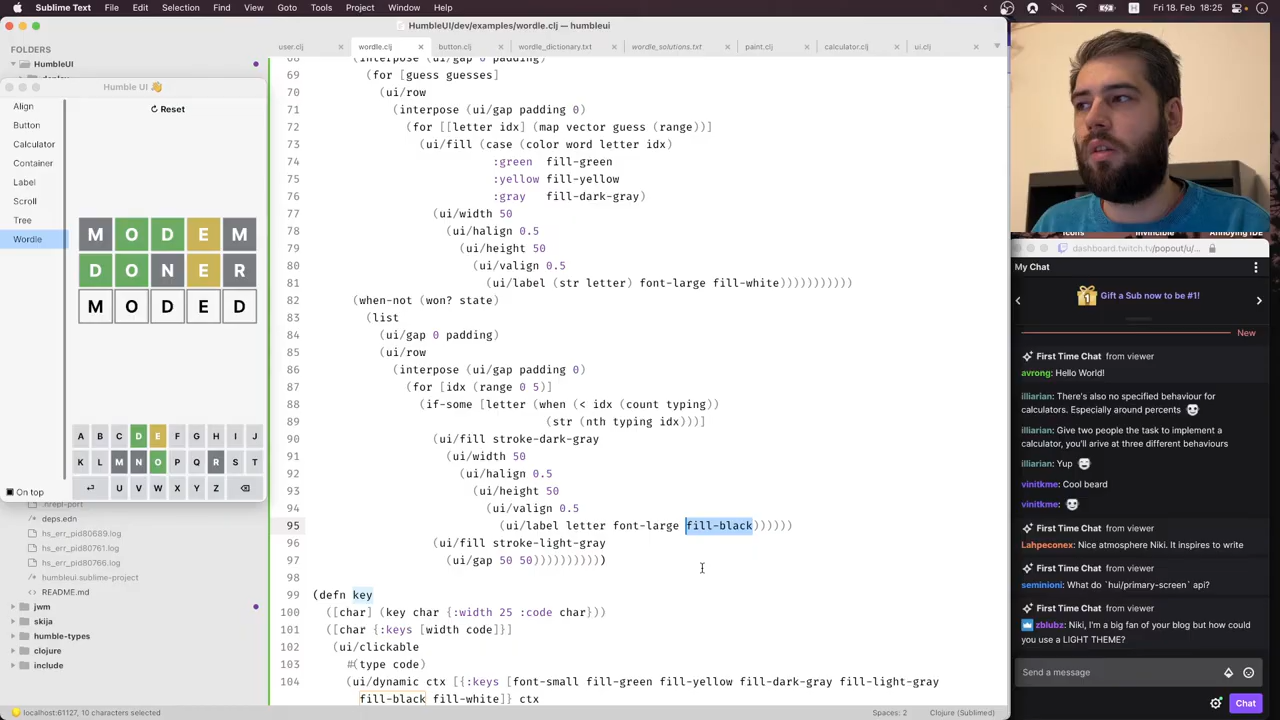 Sublime Text File Edit Selection Find View Goto Tools Project Window Help
Fri 18. Feb 18:25
HumbleUI/dev/examples/wordle.clj — humbleui
FOLDERS
HumbleUI
user.clj
wordle.clj
button.clj
wordle_dictionary.txt
wordle_solutions.txt
paint.clj
calculator.clj
ui.clj
Humble UI 👋
Align
Button
Calculator
Container
Label
Scroll
Tree
Wordle
Reset
M O D E M
D O N E R
M O D E D
A B C D E F G H I J
K L M N O P Q R S T
U V W X Y Z
On top
.nrepl-port
deps.edn
hs_err_pid80689.log
hs_err_pid80761.log
hs_err_pid80766.log
humbleui.sublime-project
README.md
jwm
skija
humble-types
clojure
include
68 (interpose (ui/gap 0 padding)
69 (for [guess guesses]
70 (ui/row
71 (interpose (ui/gap padding 0)
72 (for [[letter idx] (map vector guess (range))]
73 (ui/fill (case (color word letter idx)
74 :green fill-green
75 :yellow fill-yellow
76 :gray fill-dark-gray)
77 (ui/width 50
78 (ui/halign 0.5
79 (ui/height 50
80 (ui/valign 0.5
81 (ui/label (str letter) font-large fill-white)))))))))))
82 (when-not (won? state)
83 (list
84 (ui/gap 0 padding)
85 (ui/row
86 (interpose (ui/gap padding 0)
87 (for [idx (range 0 5)]
88 (if-some [letter (when (< idx (count typing))
89 (str (nth typing idx)))]
90 (ui/fill stroke-dark-gray
91 (ui/width 50
92 (ui/halign 0.5
93 (ui/height 50
94 (ui/valign 0.5
95 (ui/label letter font-large fill-black))))))
96 (ui/fill stroke-light-gray
97 (ui/gap 50 50)))))))))))
98
99 (defn key
100 ([char] (key char {:width 25 :code char}))
101 ([char {:keys [width code]}]
102 (ui/clickable
103 #(type code)
104 (ui/dynamic ctx [{:keys [font-small fill-green fill-yellow fill-dark-gray fill-light-gray
fill-black fill-white]} ctx
localhost:61127, 10 characters selected
Spaces: 2
Clojure (Sublimed)
Icons
Invincible
Annoying IDE
dashboard.twitch.tv/popout/u/...
My Chat
Gift a Sub now to be #1!
New
First Time Chat from viewer
avrong: Hello World!
illiarian: There's also no specified behaviour for
calculators. Especially around percents
illiarian: Give two people the task to implement a
calculator, you'll arive at three different behaviours
illiarian: Yup
vinitkme: Cool beard
vinitkme:
First Time Chat from viewer
Lahpeconex: Nice atmosphere Niki. It inspires to write
First Time Chat from viewer
seminioni: What do `hui/primary-screen` api?
First Time Chat from viewer
zblubz: Niki, I'm a big fan of your blog but how could
you use a LIGHT THEME?
Send a message
Chat